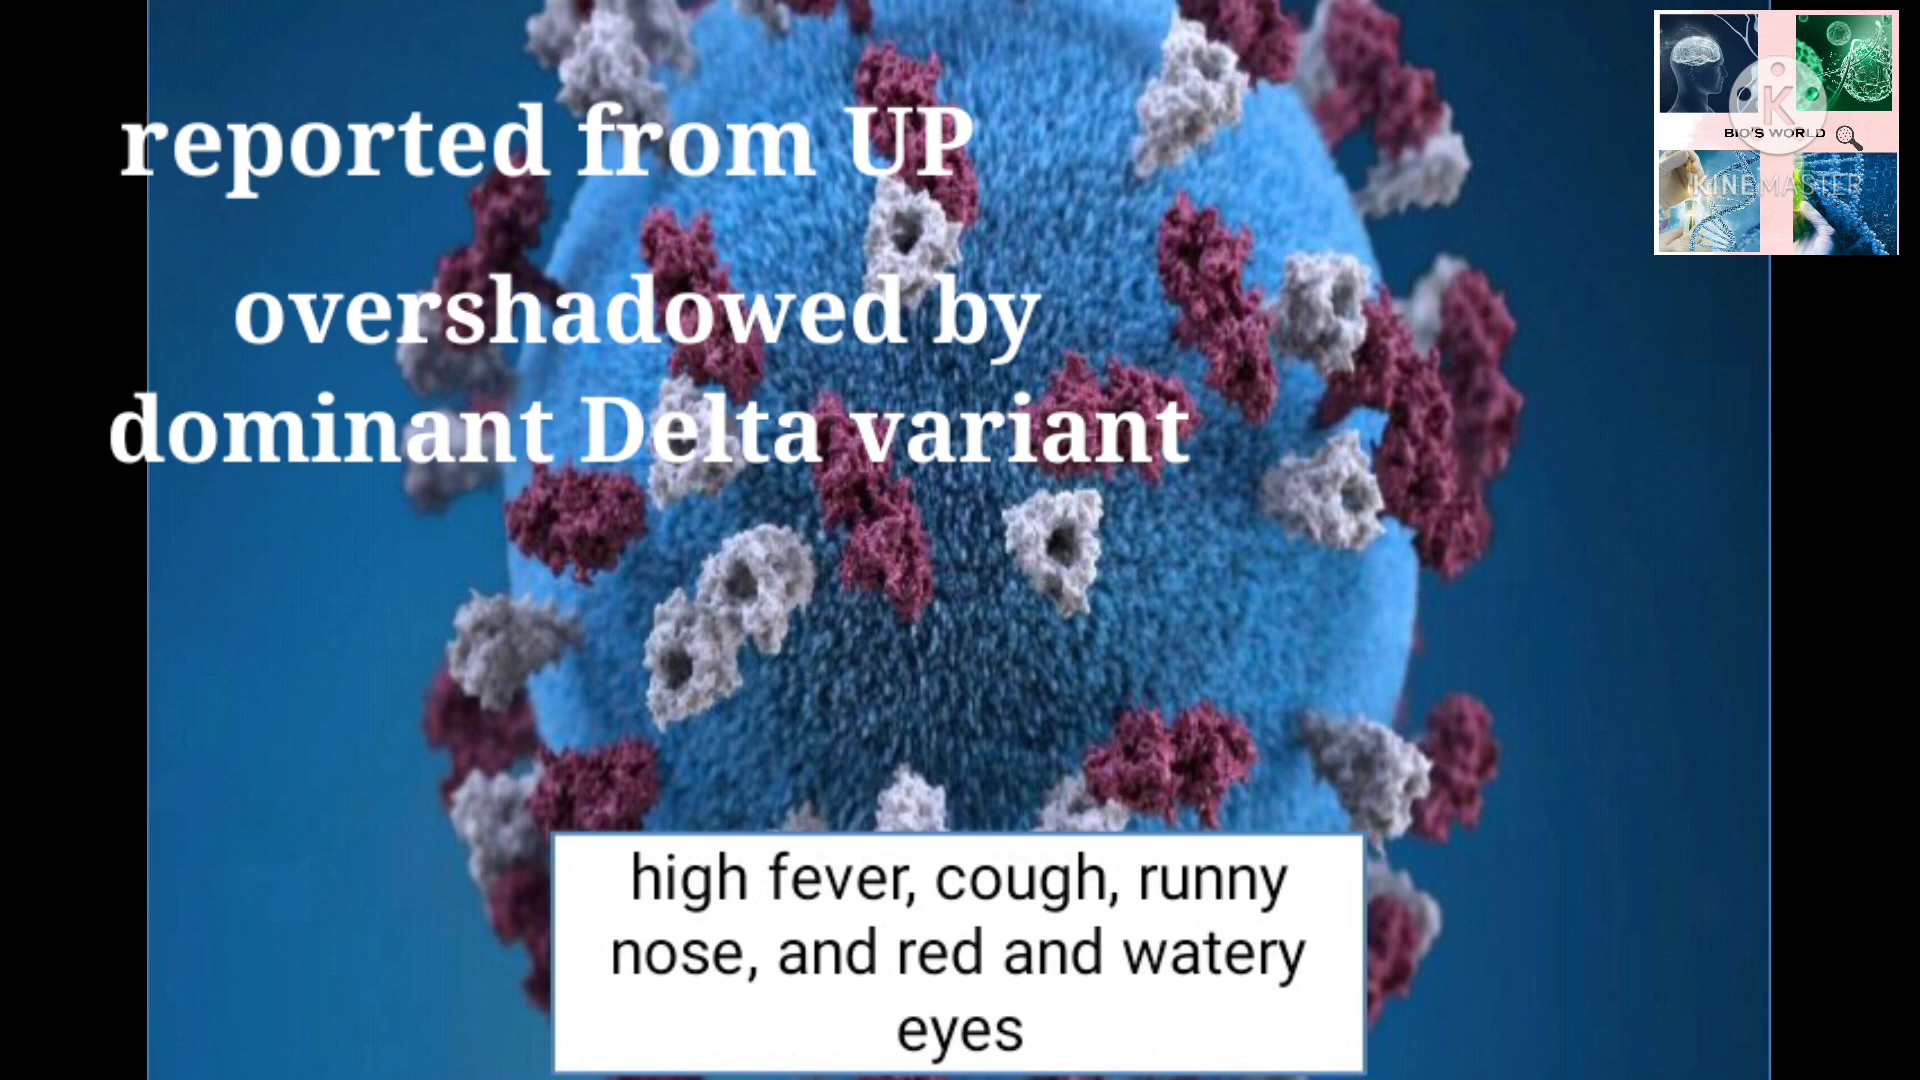 reported from UP
overshadowed by
dominant Delta variant
BIO'S WORLD
K
KINEMASTER
high fever, cough, runny
nose, and red and watery
eyes